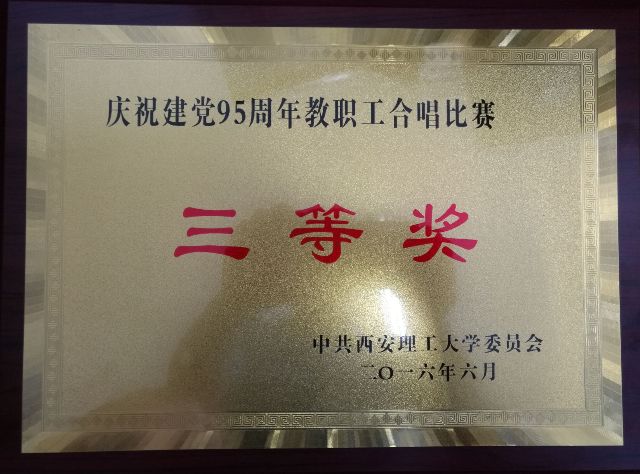 庆祝建党95周年教职工合唱比赛
三等奖
中共西安理工大学委员会
二〇一六年六月